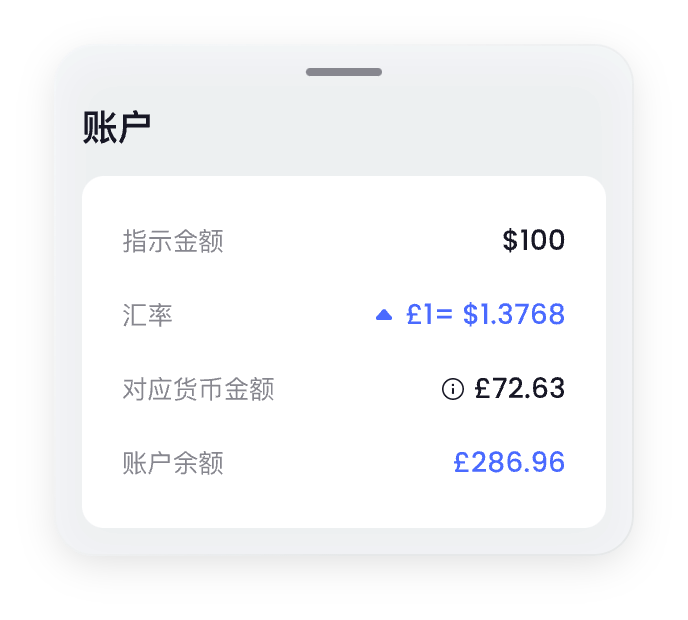 账户
指示金额 $100
汇率 £1= $1.3768
对应货币金额 £72.63
账户余额 £286.96